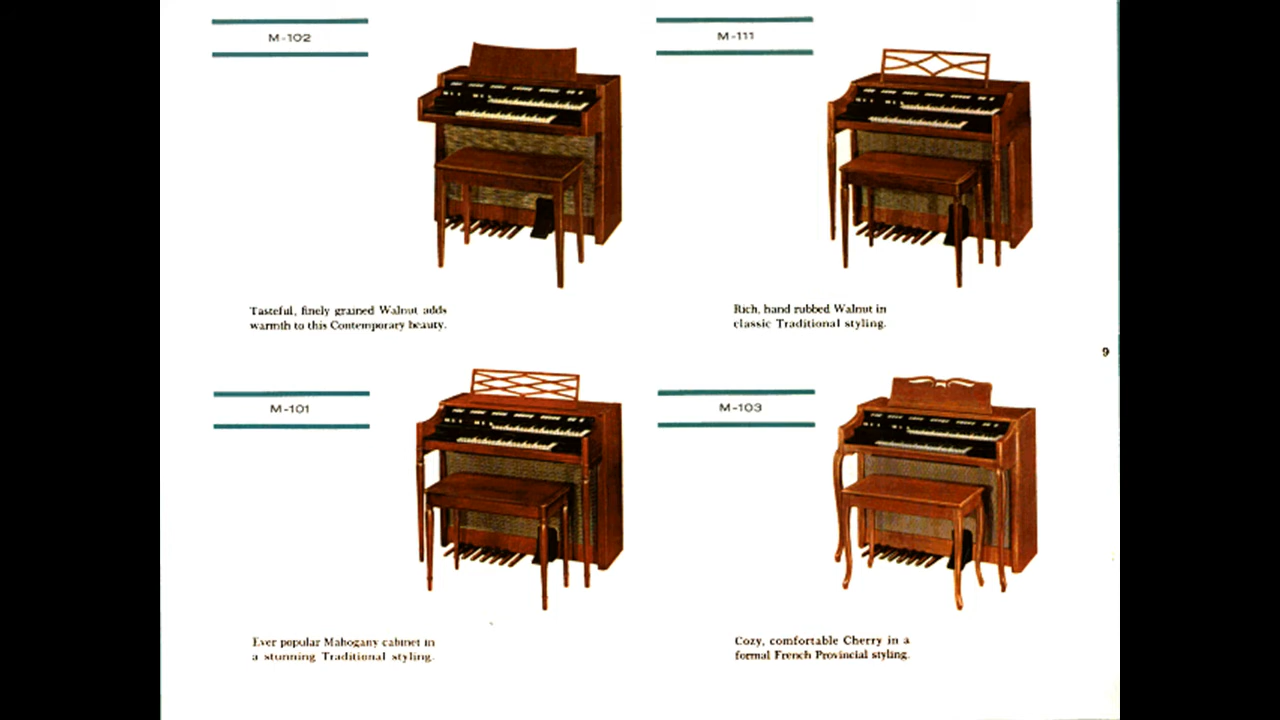 M-102
Tasteful, finely grained Walnut adds
warmth to this Contemporary beauty.
M-111
Rich, hand rubbed Walnut in
classic Traditional styling.
9
M-101
Ever popular Mahogany cabinet in
a stunning Traditional styling.
M-103
Cozy, comfortable Cherry in a
formal French Provincial styling.